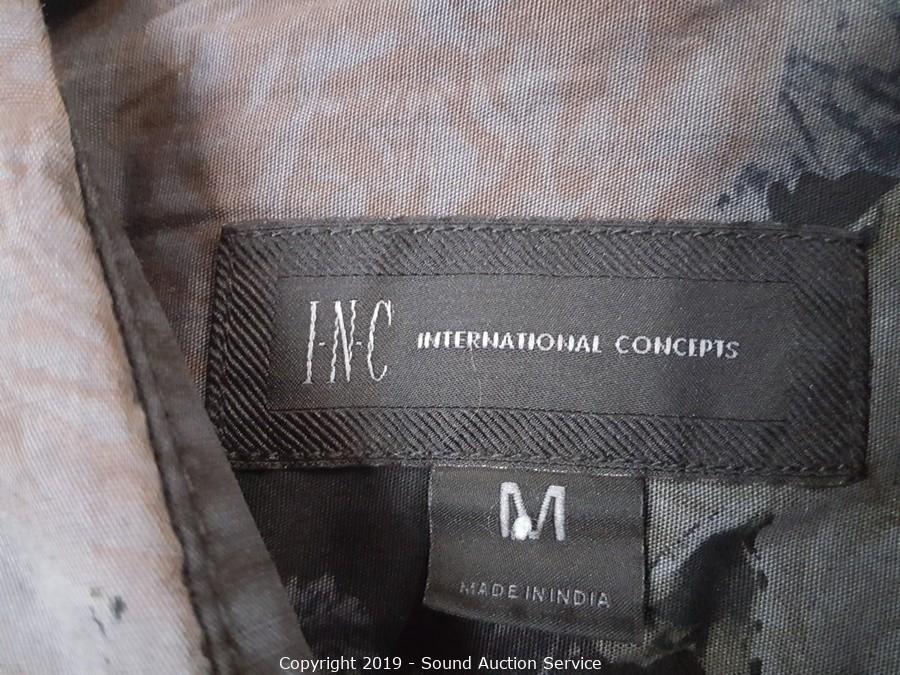 I-N-C INTERNATIONAL CONCEPTS
M
MADE IN INDIA
Copyright 2019 - Sound Auction Service